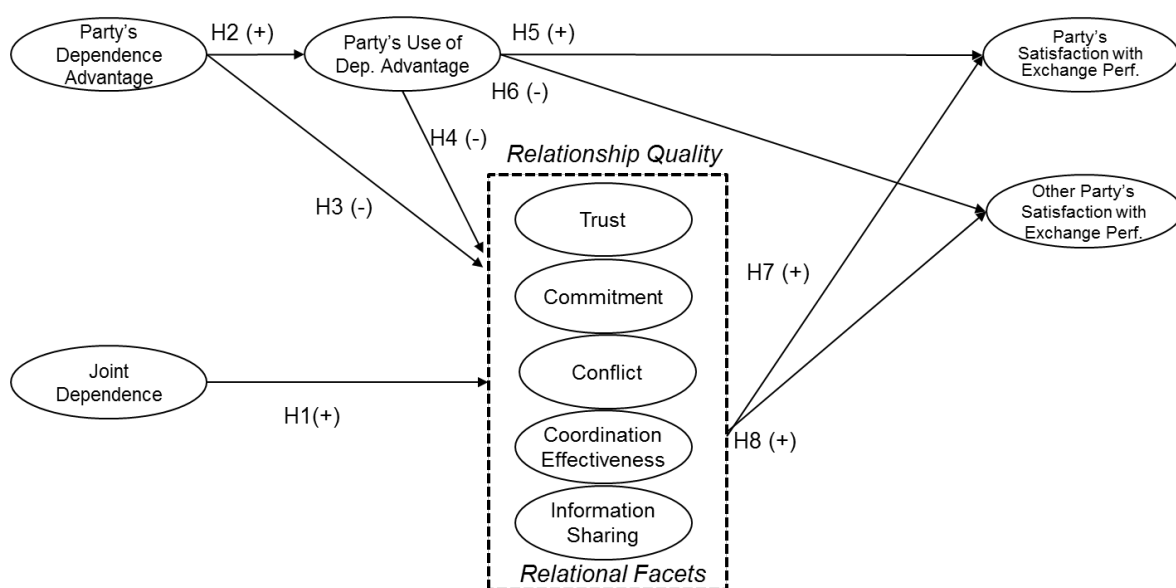 H2 (+)
H5 (+)
Party's
Dependence
Advantage
Party's Use of
Dep. Advantage
Party's
Satisfaction with
Exchange Perf.
H6 (-)
H4 (-)
Relationship Quality
H3 (-)
Trust
Other Party's
Satisfaction with
Exchange Perf.
H7 (+)
Commitment
Joint
Dependence
Conflict
H1(+)
H8 (+)
Coordination
Effectiveness
Information
Sharing
Relational Facets